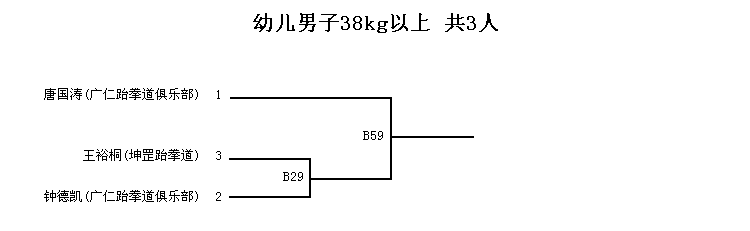 幼儿男子38kg以上 共3人
唐国涛(广仁跆拳道俱乐部) 1
B59
王裕桐(坤罡跆拳道) 3
B29
钟德凯(广仁跆拳道俱乐部) 2